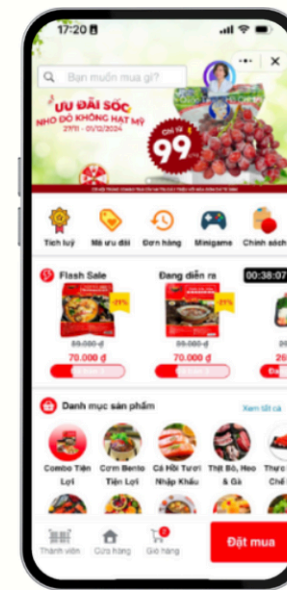 17:20
Bạn muốn mua gì?
ƯU ĐÃI SỐC
NHO ĐỎ KHÔNG HẠT MỸ
27/11 - 01/12/2024
CHỈ TỪ
99
Tích luỹ
Mã ưu đãi
Đơn hàng
Minigame
Chính sách
Flash Sale
Đang diễn ra
00:38:07
-21%
-21%
89.000 đ
89.000 đ
70.000 đ
70.000 đ
Danh mục sản phẩm
Xem tất cả
Combo Tiện Lợi
Cơm Bento Tiện Lợi
Cá Hồi Tươi Nhập Khẩu
Thịt Bò, Heo & Gà
Thành viên
Cửa hàng
Giỏ hàng
Đặt mua